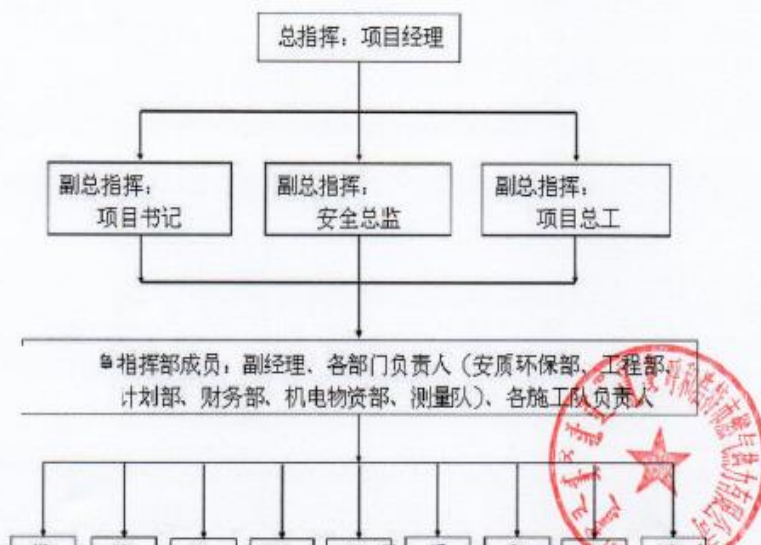 总指挥：项目经理
副总指挥：
项目书记
副总指挥：
安全总监
副总指挥：
项目总工
指挥部成员：副经理、各部门负责人（安质环保部、工程部、
计划部、财务部、机电物资部、测量队）、各施工队负责人